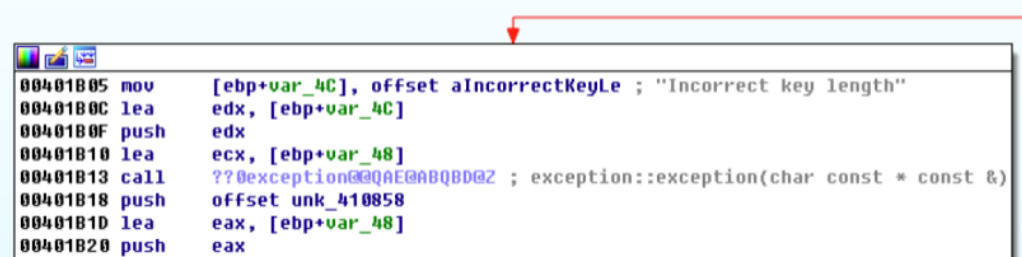 00401B05 mov [ebp+var_4C], offset aIncorrectKeyLe ; "Incorrect key length"
00401B0C lea edx, [ebp+var_4C]
00401B0F push edx
00401B10 lea ecx, [ebp+var_48]
00401B13 call ??0exception@@QAE@ABQBD@Z ; exception::exception(char const * const &)
00401B18 push offset unk_410858
00401B1D lea eax, [ebp+var_48]
00401B20 push eax